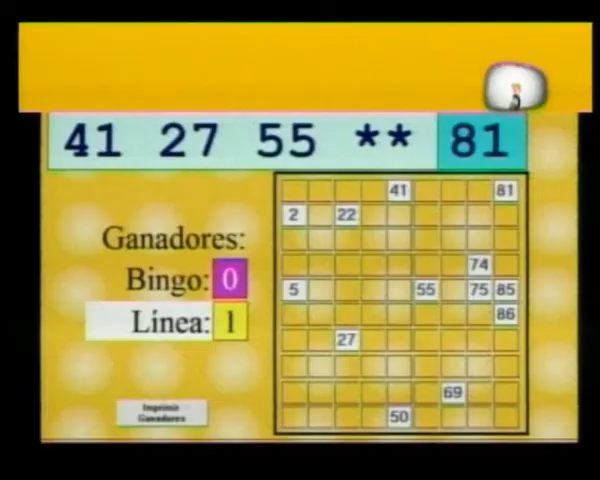 41 27 55 ** 81
41 81
2 22
Ganadores:
74
Bingo: 0
5 55 75 85
86
Línea: 1
27
69
Imprimir
Ganadores
50